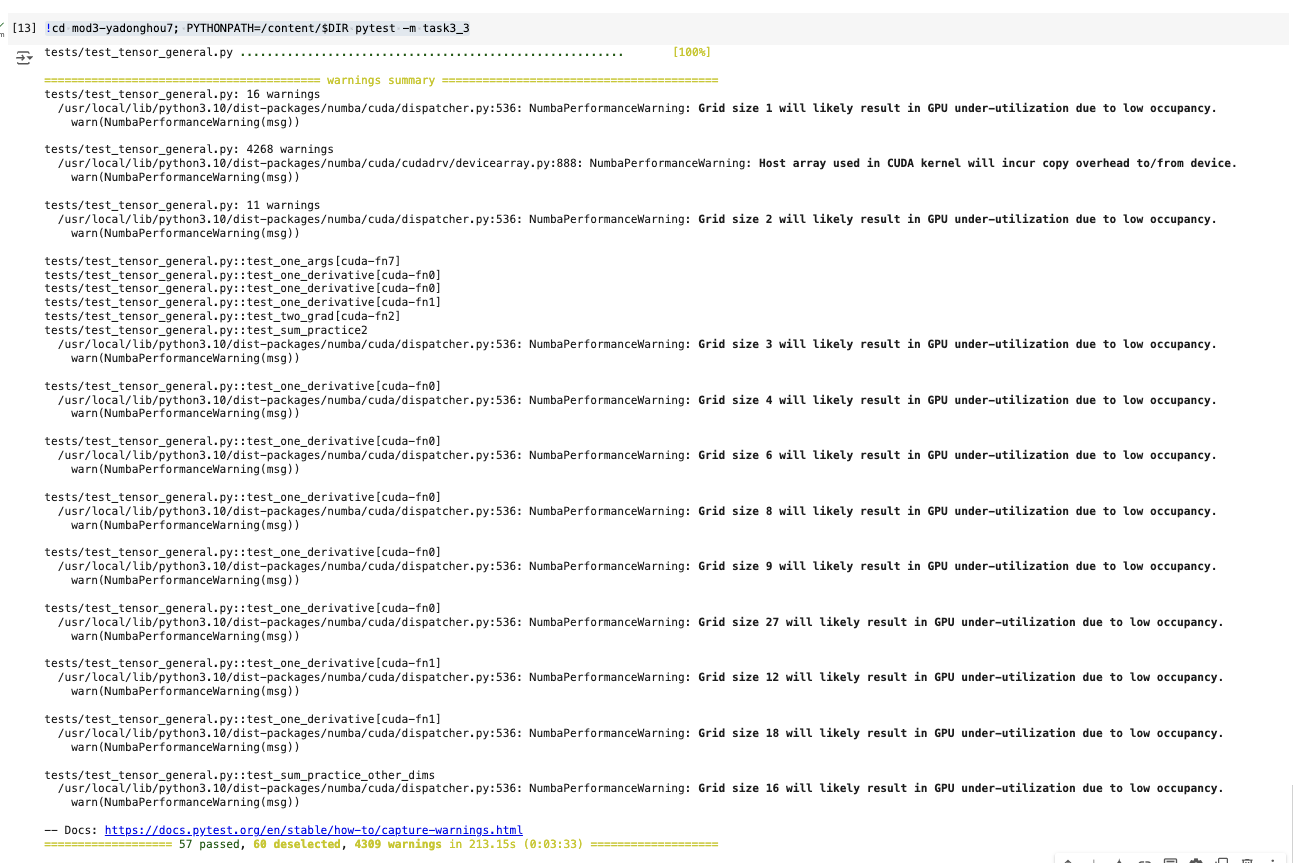 [13] !cd mod3-yadonghou7; PYTHONPATH=/content/$DIR pytest -m task3_3
tests/test_tensor_general.py ......................................................... [100%]
========================================= warnings summary =========================================
tests/test_tensor_general.py: 16 warnings
/usr/local/lib/python3.10/dist-packages/numba/cuda/dispatcher.py:536: NumbaPerformanceWarning: Grid size 1 will likely result in GPU under-utilization due to low occupancy.
warn(NumbaPerformanceWarning(msg))
tests/test_tensor_general.py: 4268 warnings
/usr/local/lib/python3.10/dist-packages/numba/cuda/cudadrv/devicearray.py:888: NumbaPerformanceWarning: Host array used in CUDA kernel will incur copy overhead to/from device.
warn(NumbaPerformanceWarning(msg))
tests/test_tensor_general.py: 11 warnings
/usr/local/lib/python3.10/dist-packages/numba/cuda/dispatcher.py:536: NumbaPerformanceWarning: Grid size 2 will likely result in GPU under-utilization due to low occupancy.
warn(NumbaPerformanceWarning(msg))
tests/test_tensor_general.py::test_one_args[cuda-fn7]
tests/test_tensor_general.py::test_one_derivative[cuda-fn0]
tests/test_tensor_general.py::test_one_derivative[cuda-fn0]
tests/test_tensor_general.py::test_one_derivative[cuda-fn1]
tests/test_tensor_general.py::test_two_grad[cuda-fn2]
tests/test_tensor_general.py::test_sum_practice2
/usr/local/lib/python3.10/dist-packages/numba/cuda/dispatcher.py:536: NumbaPerformanceWarning: Grid size 3 will likely result in GPU under-utilization due to low occupancy.
warn(NumbaPerformanceWarning(msg))
tests/test_tensor_general.py::test_one_derivative[cuda-fn0]
/usr/local/lib/python3.10/dist-packages/numba/cuda/dispatcher.py:536: NumbaPerformanceWarning: Grid size 4 will likely result in GPU under-utilization due to low occupancy.
warn(NumbaPerformanceWarning(msg))
tests/test_tensor_general.py::test_one_derivative[cuda-fn0]
/usr/local/lib/python3.10/dist-packages/numba/cuda/dispatcher.py:536: NumbaPerformanceWarning: Grid size 6 will likely result in GPU under-utilization due to low occupancy.
warn(NumbaPerformanceWarning(msg))
tests/test_tensor_general.py::test_one_derivative[cuda-fn0]
/usr/local/lib/python3.10/dist-packages/numba/cuda/dispatcher.py:536: NumbaPerformanceWarning: Grid size 8 will likely result in GPU under-utilization due to low occupancy.
warn(NumbaPerformanceWarning(msg))
tests/test_tensor_general.py::test_one_derivative[cuda-fn0]
/usr/local/lib/python3.10/dist-packages/numba/cuda/dispatcher.py:536: NumbaPerformanceWarning: Grid size 9 will likely result in GPU under-utilization due to low occupancy.
warn(NumbaPerformanceWarning(msg))
tests/test_tensor_general.py::test_one_derivative[cuda-fn0]
/usr/local/lib/python3.10/dist-packages/numba/cuda/dispatcher.py:536: NumbaPerformanceWarning: Grid size 27 will likely result in GPU under-utilization due to low occupancy.
warn(NumbaPerformanceWarning(msg))
tests/test_tensor_general.py::test_one_derivative[cuda-fn1]
/usr/local/lib/python3.10/dist-packages/numba/cuda/dispatcher.py:536: NumbaPerformanceWarning: Grid size 12 will likely result in GPU under-utilization due to low occupancy.
warn(NumbaPerformanceWarning(msg))
tests/test_tensor_general.py::test_one_derivative[cuda-fn1]
/usr/local/lib/python3.10/dist-packages/numba/cuda/dispatcher.py:536: NumbaPerformanceWarning: Grid size 18 will likely result in GPU under-utilization due to low occupancy.
warn(NumbaPerformanceWarning(msg))
tests/test_tensor_general.py::test_sum_practice_other_dims
/usr/local/lib/python3.10/dist-packages/numba/cuda/dispatcher.py:536: NumbaPerformanceWarning: Grid size 16 will likely result in GPU under-utilization due to low occupancy.
warn(NumbaPerformanceWarning(msg))
-- Docs: https://docs.pytest.org/en/stable/how-to/capture-warnings.html
=================== 57 passed, 60 deselected, 4309 warnings in 213.15s (0:03:33) ===================